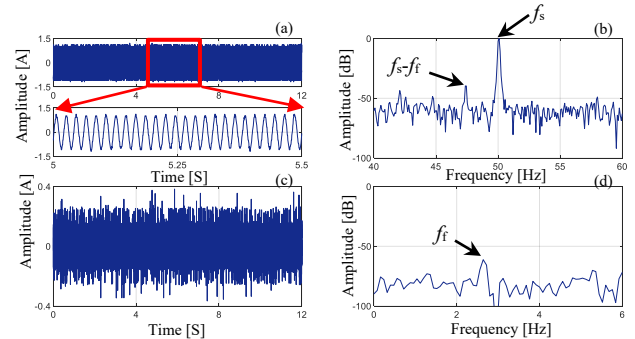 (a)
Amplitude [A]
1.5
0
-1.5
0 4 8 12
1.5
0
-1.5
5 5.25 5.5
Time [S]
(b)
Amplitude [dB]
0
-50
-100
40 45 50 55 60
Frequency [Hz]
fs
fs-ff
(c)
Amplitude [A]
0.4
0
-0.4
0 4 8 12
Time [S]
(d)
Amplitude [dB]
0
-50
-100
0 2 4 6
Frequency [Hz]
ff